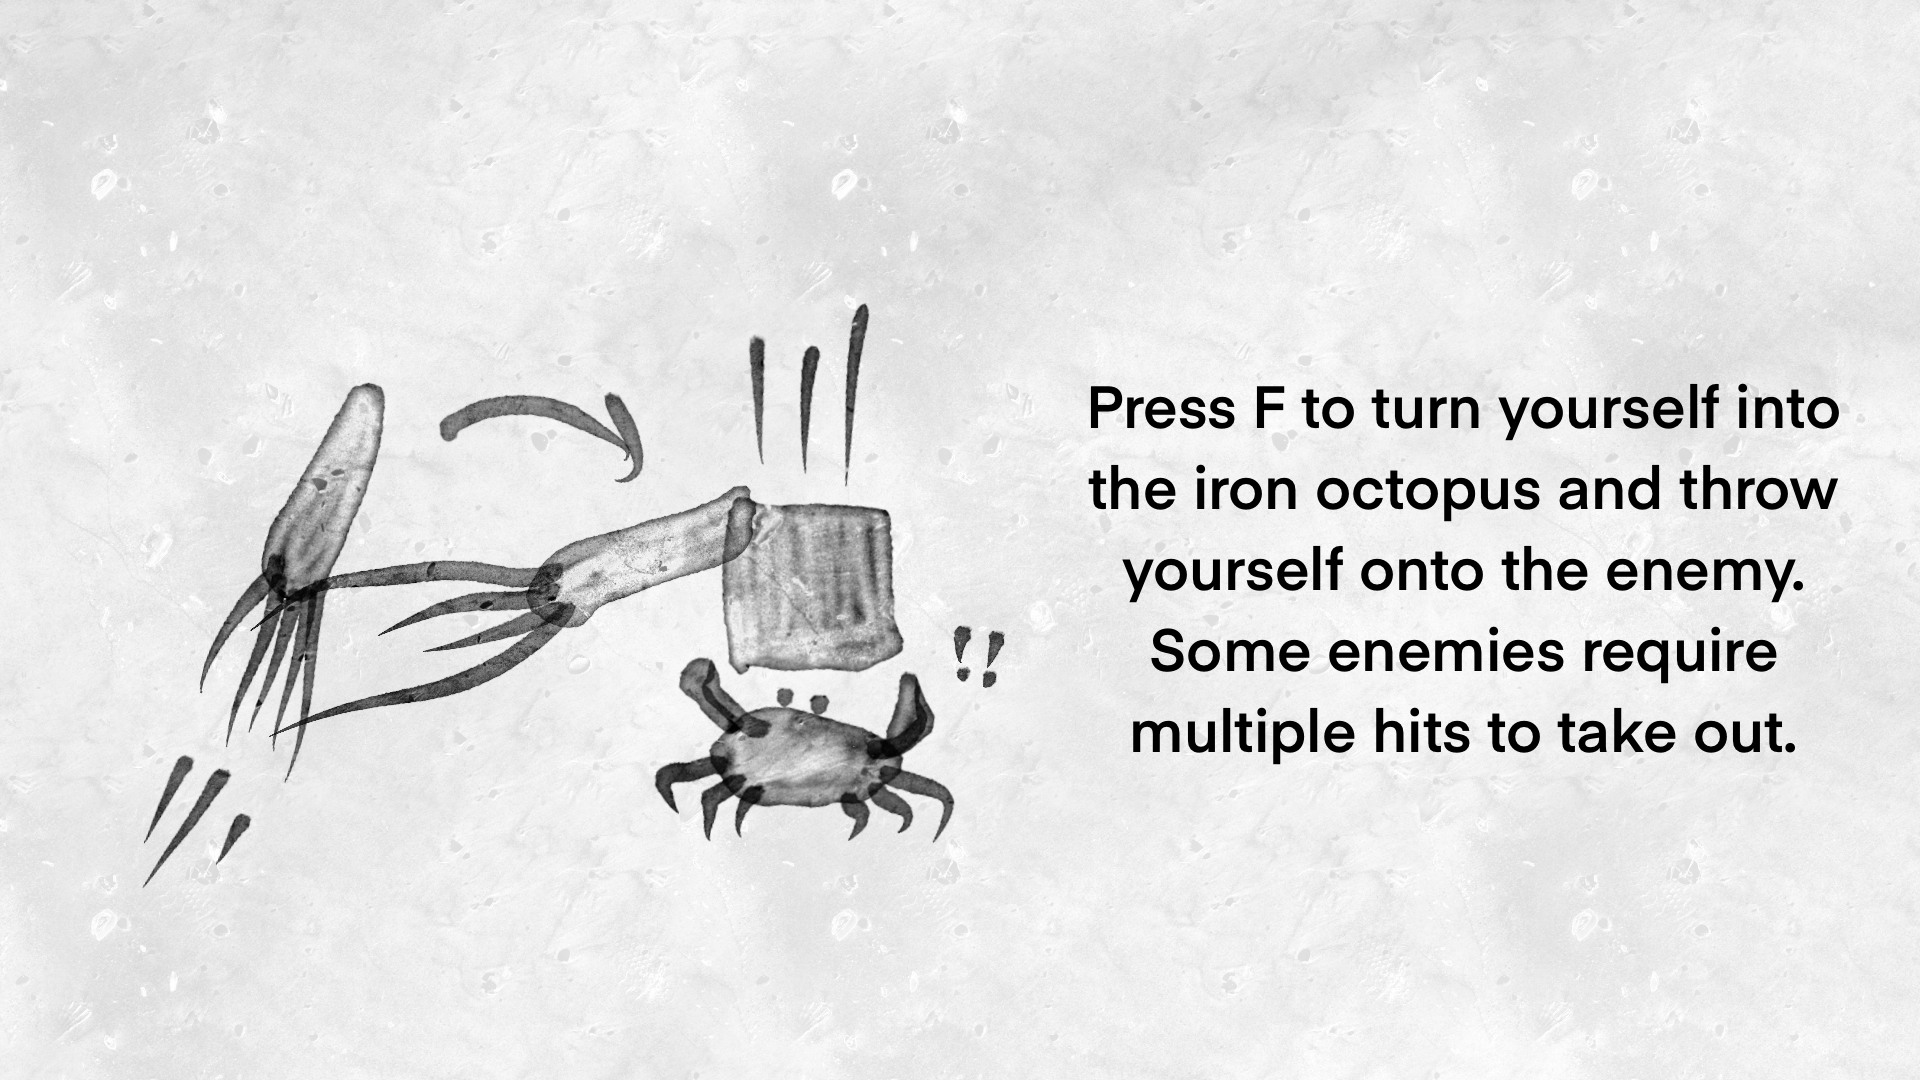 Press F to turn yourself into
the iron octopus and throw
yourself onto the enemy.
Some enemies require
multiple hits to take out.
!!